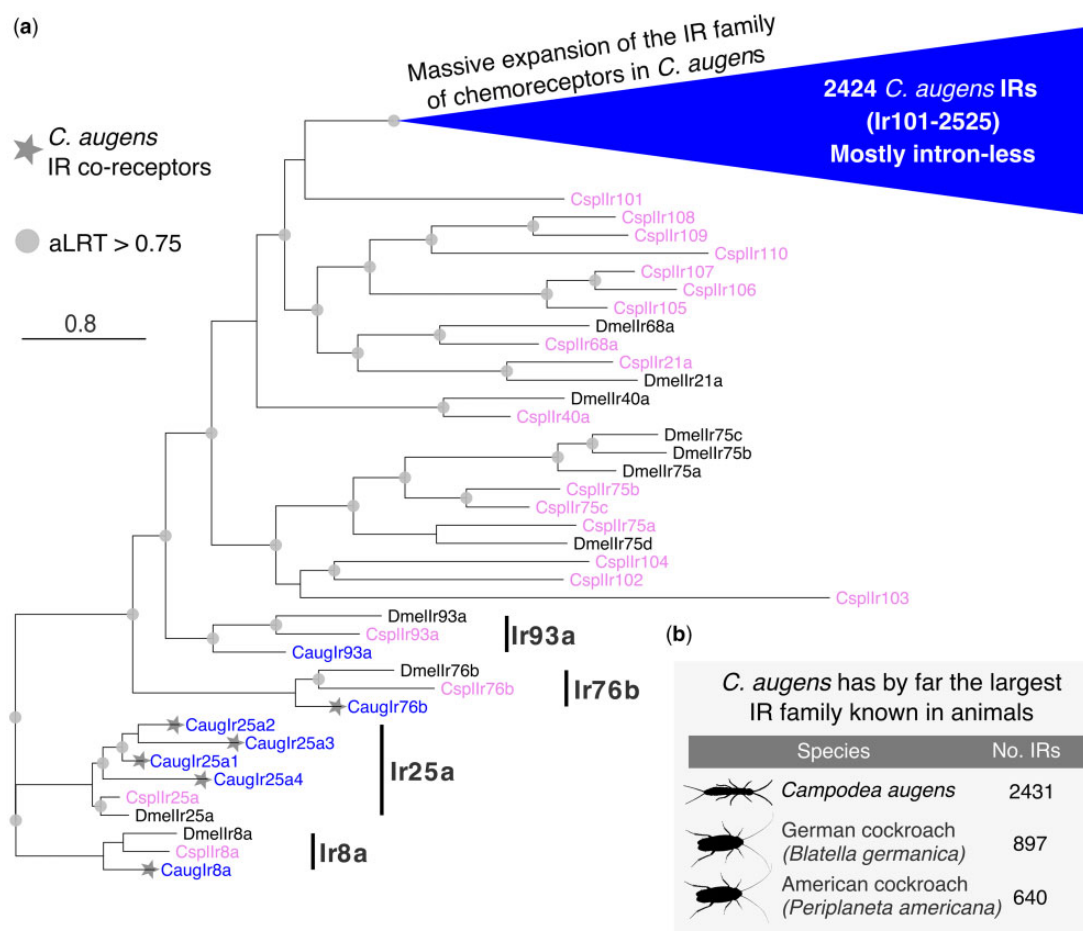 (a)
Massive expansion of the IR family
of chemoreceptors in C. augens
2424 C. augens IRs
(Ir101-2525)
Mostly intron-less
C. augens
IR co-receptors
aLRT > 0.75
0.8
CspIIr101
CspIIr108
CspIIr109
CspIIr110
CspIIr107
CspIIr106
CspIIr105
DmelIr68a
CspIIr68a
CspIIr21a
DmelIr21a
DmelIr40a
CspIIr40a
DmelIr75c
DmelIr75b
DmelIr75a
CspIIr75b
CspIIr75c
CspIIr75a
DmelIr75d
CspIIr104
CspIIr102
CspIIr103
DmelIr93a
CspIIr93a
CaugIr93a
Ir93a
DmelIr76b
CspIIr76b
CaugIr76b
Ir76b
CaugIr25a2
CaugIr25a3
CaugIr25a1
CaugIr25a4
CspIIr25a
DmelIr25a
Ir25a
DmelIr8a
CspIIr8a
CaugIr8a
Ir8a
(b)
C. augens has by far the largest
IR family known in animals
Species No. IRs
Campodea augens 2431
German cockroach
(Blatella germanica) 897
American cockroach
(Periplaneta americana) 640